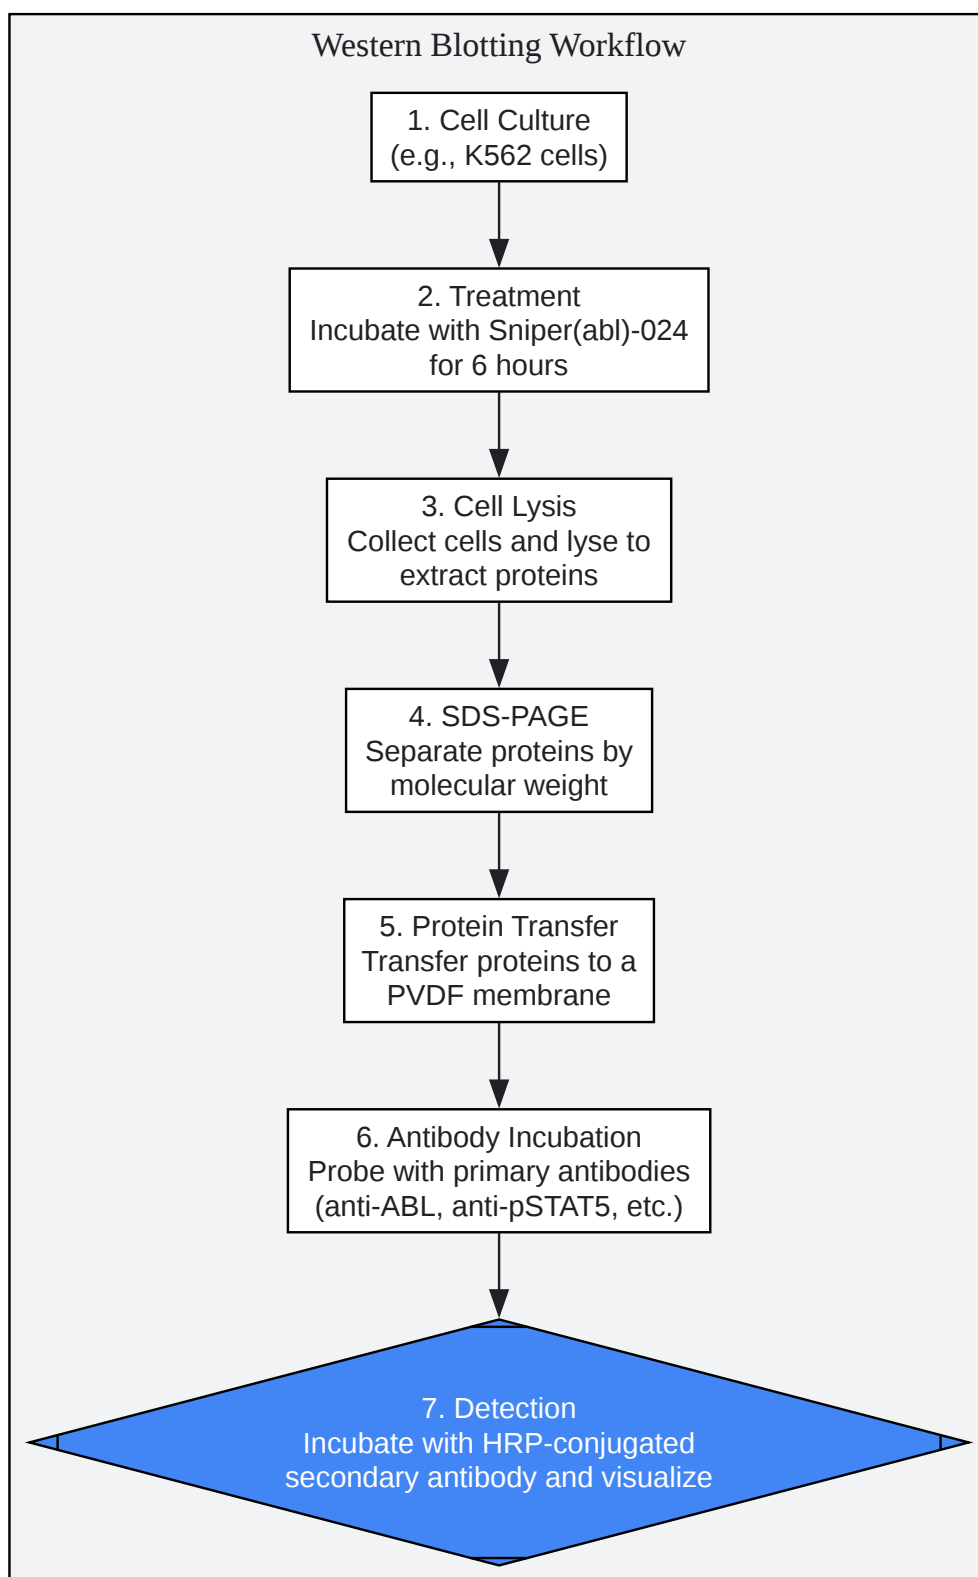 Western Blotting Workflow
1. Cell Culture
(e.g., K562 cells)
2. Treatment
Incubate with Sniper(abl)-024
for 6 hours
3. Cell Lysis
Collect cells and lyse to
extract proteins
4. SDS-PAGE
Separate proteins by
molecular weight
5. Protein Transfer
Transfer proteins to a
PVDF membrane
6. Antibody Incubation
Probe with primary antibodies
(anti-ABL, anti-pSTAT5, etc.)
7. Detection
Incubate with HRP-conjugated
secondary antibody and visualize